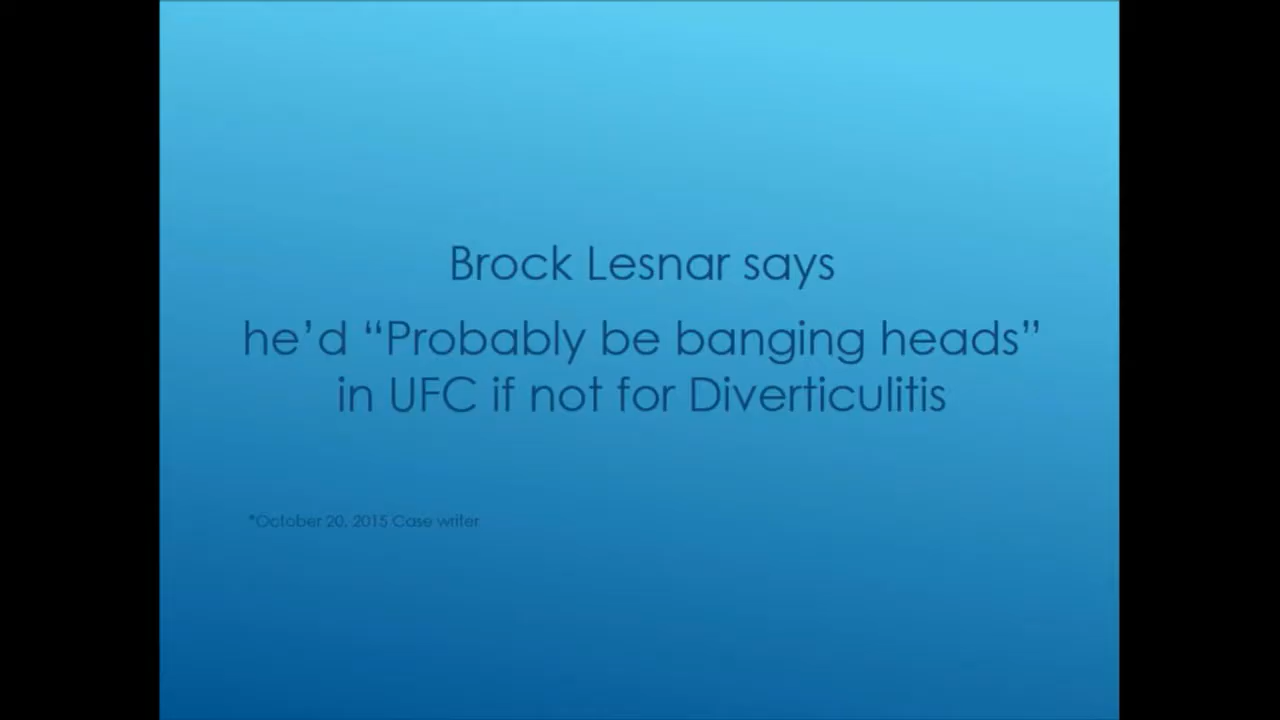 Brock Lesnar says
he’d “Probably be banging heads”
in UFC if not for Diverticulitis
*October 20, 2015 Case writer